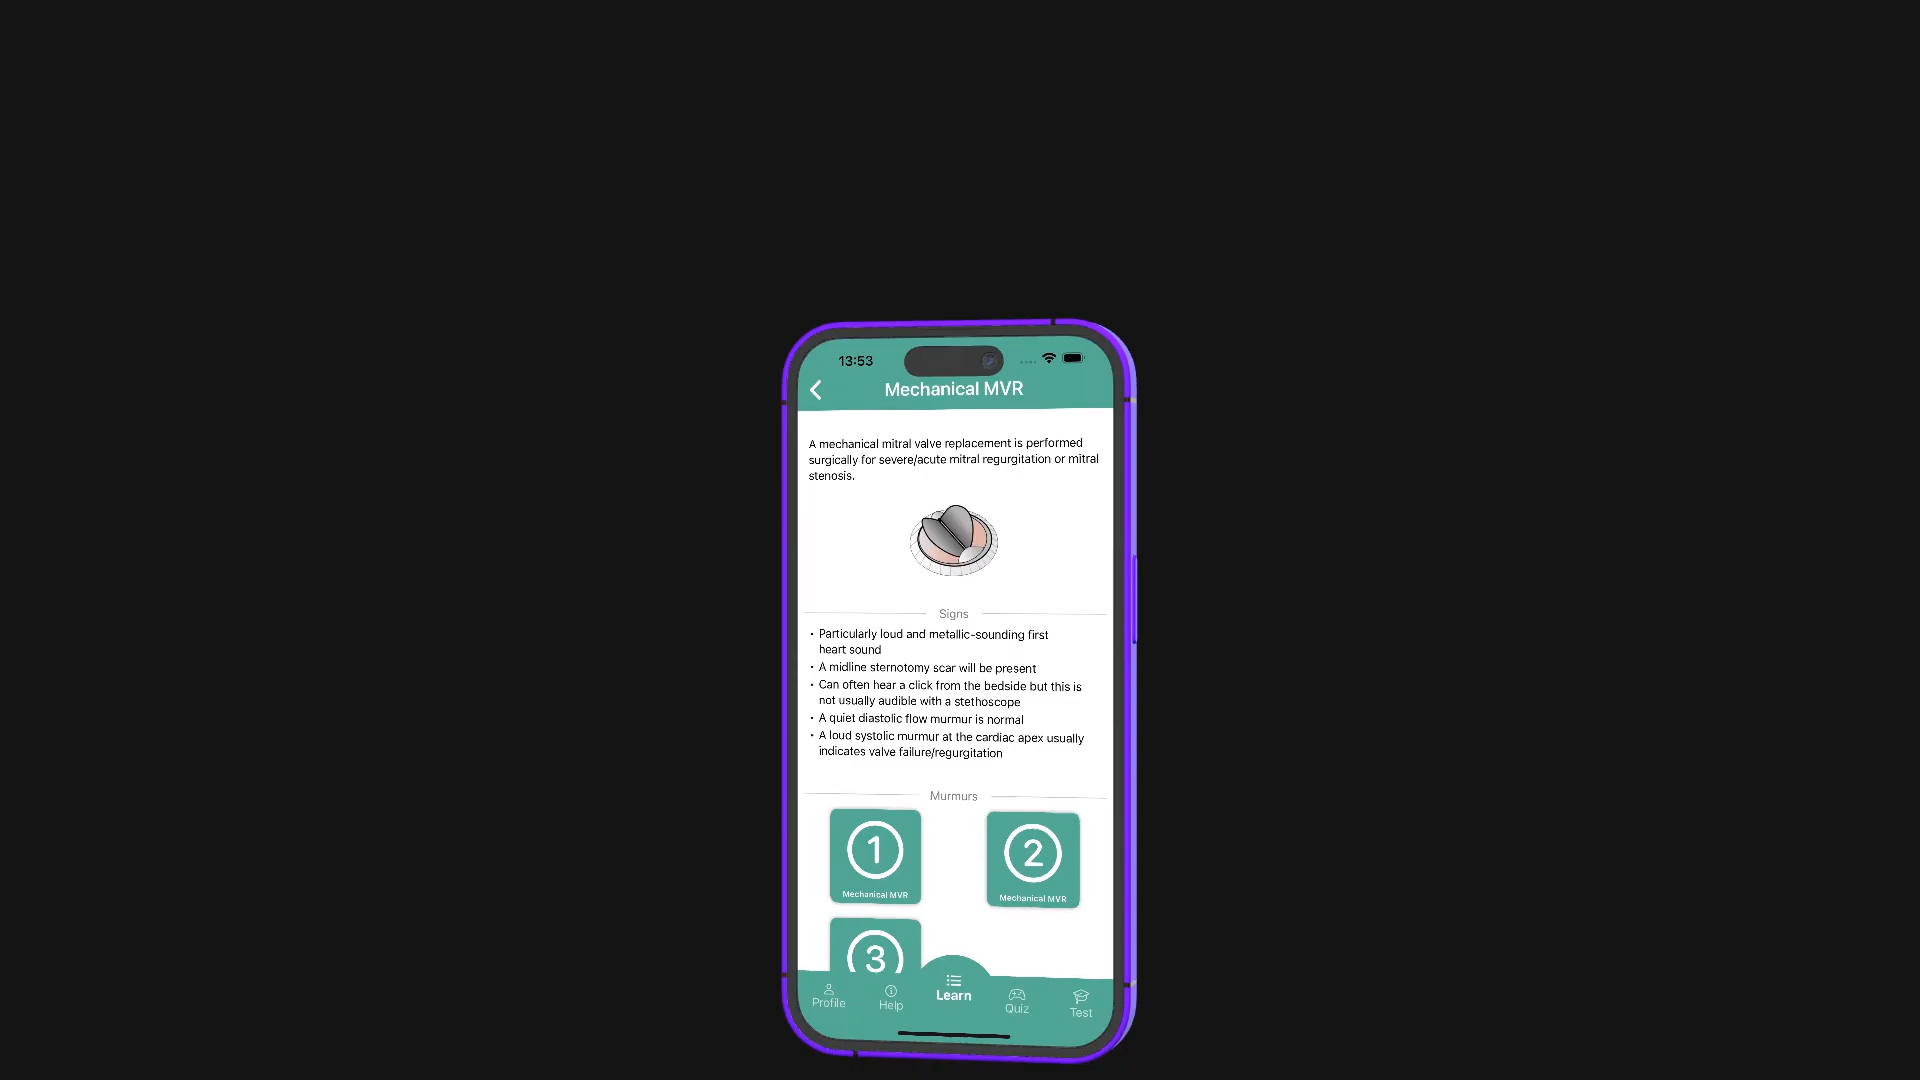 13:53
Mechanical MVR
A mechanical mitral valve replacement is performed
surgically for severe/acute mitral regurgitation or mitral
stenosis.
Signs
• Particularly loud and metallic-sounding first
heart sound
• A midline sternotomy scar will be present
• Can often hear a click from the bedside but this is
not usually audible with a stethoscope
• A quiet diastolic flow murmur is normal
• A loud systolic murmur at the cardiac apex usually
indicates valve failure/regurgitation
Murmurs
1
Mechanical MVR
2
Mechanical MVR
3
Profile
Help
Learn
Quiz
Test